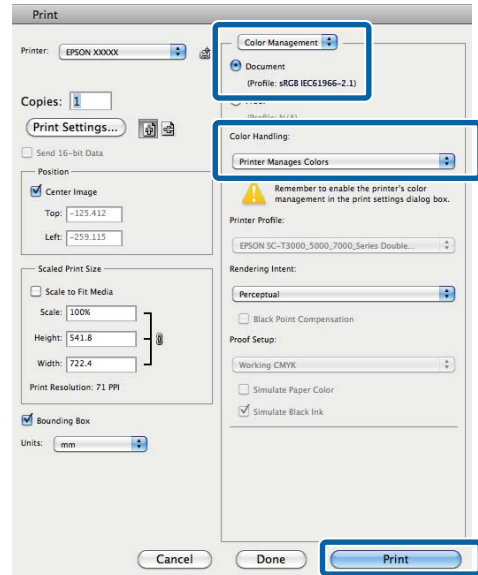 Print
Printer: EPSON XXXXX
Copies: 1
Print Settings...
Send 16-bit Data
Position
Center Image
Top: -125.412
Left: -259.115
Scaled Print Size
Scale to Fit Media
Scale: 100%
Height: 541.8
Width: 722.4
Print Resolution: 71 PPI
Bounding Box
Units: mm
Color Management
Document
(Profile: sRGB IEC61966-2.1)
(Profile: N/A)
Color Handling:
Printer Manages Colors
Remember to enable the printer's color
management in the print settings dialog box.
Printer Profile:
EPSON SC-T3000_5000_7000_Series Double...
Rendering Intent:
Perceptual
Black Point Compensation
Proof Setup:
Working CMYK
Simulate Paper Color
Simulate Black Ink
Cancel
Done
Print